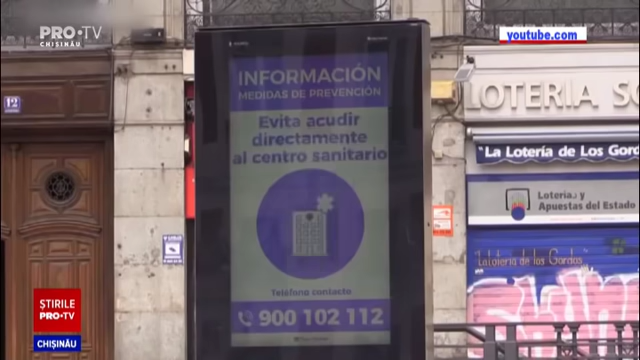 PRO•TV
CHIȘINĂU
youtube.com
12
INFORMACIÓN
MEDIDAS DE PREVENCIÓN
Evita acudir
directamente
al centro sanitario
Teléfono contacto
900 102 112
LOTERIA SO
La Lotería de Los Gord
Loterías y
Apuestas del Estado
Lotería de los Gordos
ȘTIRILE
PRO•TV
CHIȘINĂU